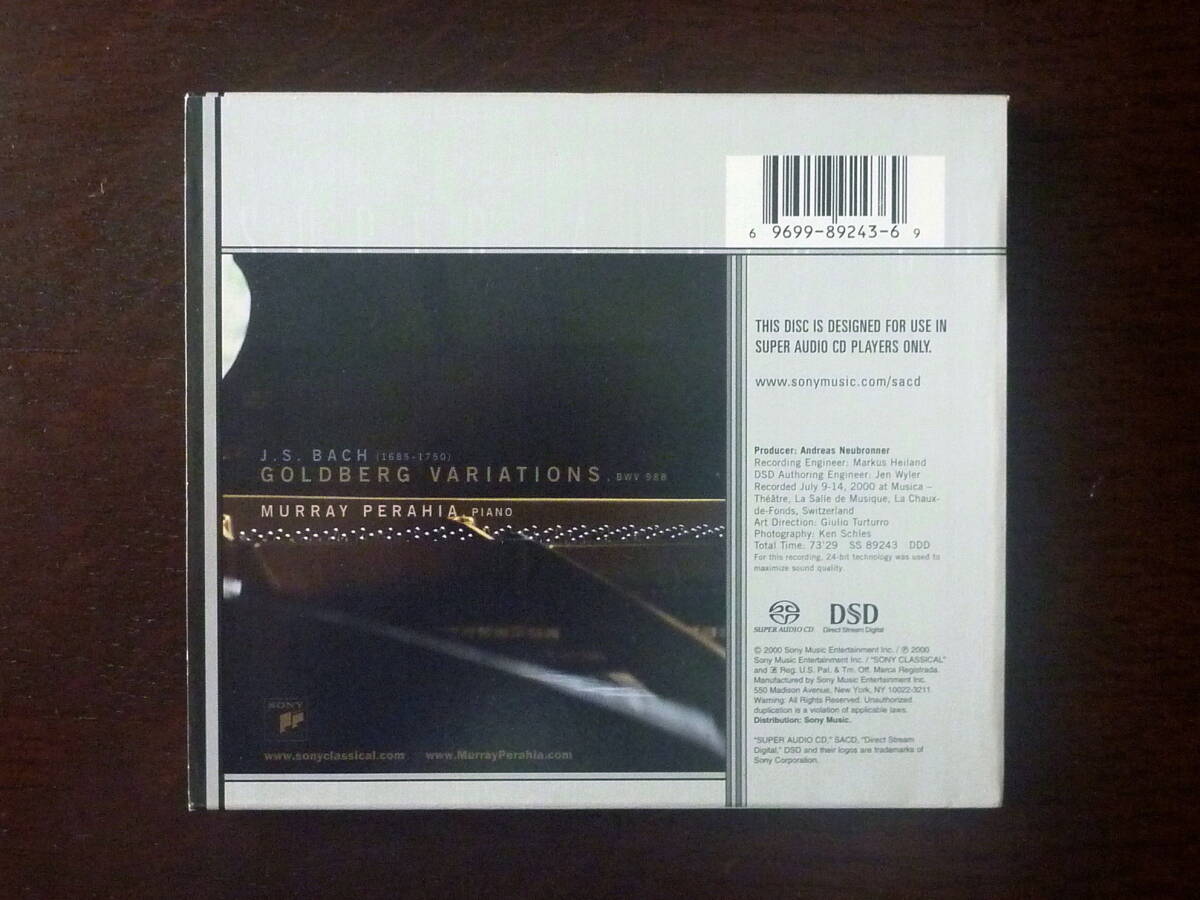 6 9699-89243-6 9
THIS DISC IS DESIGNED FOR USE IN
SUPER AUDIO CD PLAYERS ONLY.
www.sonymusic.com/sacd
J.S. BACH (1685-1750)
GOLDBERG VARIATIONS, BWV 988
MURRAY PERAHIA, PIANO
SONY
www.sonyclassical.com www.MurrayPerahia.com
Producer: Andreas Neubronner
Recording Engineer: Markus Heiland
DSD Authoring Engineer: Jen Wyler
Recorded July 9-14, 2000 at Musica –
Théâtre, La Salle de Musique, La Chaux-
de-Fonds, Switzerland
Art Direction: Giulio Turturro
Photography: Ken Schles
Total Time: 73'29 SS 89243 DDD
For this recording, 24-bit technology was used to
maximize sound quality.
SUPER AUDIO CD
DSD
Direct Stream Digital
© 2000 Sony Music Entertainment Inc. / ℗ 2000
Sony Music Entertainment Inc. / "SONY CLASSICAL"
and Reg. U.S. Pat. & Tm. Off. Marca Registrada.
Manufactured by Sony Music Entertainment Inc.
550 Madison Avenue, New York, NY 10022-3211
Warning: All Rights Reserved. Unauthorized
duplication is a violation of applicable laws.
Distribution: Sony Music.
"SUPER AUDIO CD," SACD, "Direct Stream
Digital," DSD and their logos are trademarks of
Sony Corporation.